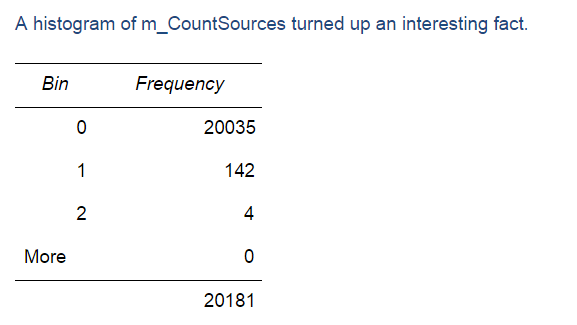 A histogram of m_CountSources turned up an interesting fact.
Bin Frequency
0 20035
1 142
2 4
More 0
20181